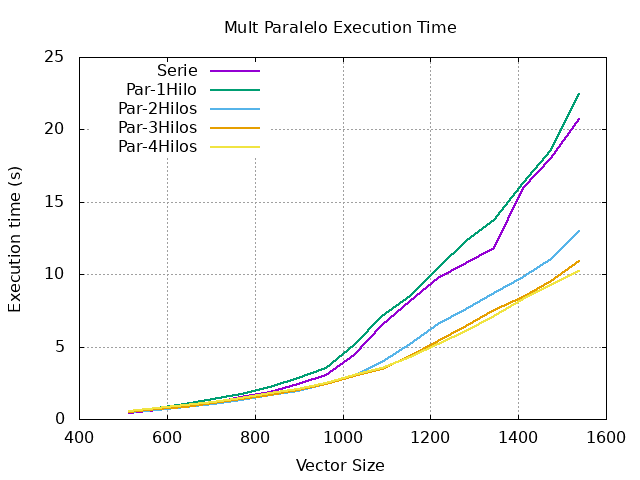 Mult Paralelo Execution Time
Execution time (s)
25
20
15
10
5
0
Serie
Par-1Hilo
Par-2Hilos
Par-3Hilos
Par-4Hilos
400 600 800 1000 1200 1400 1600
Vector Size